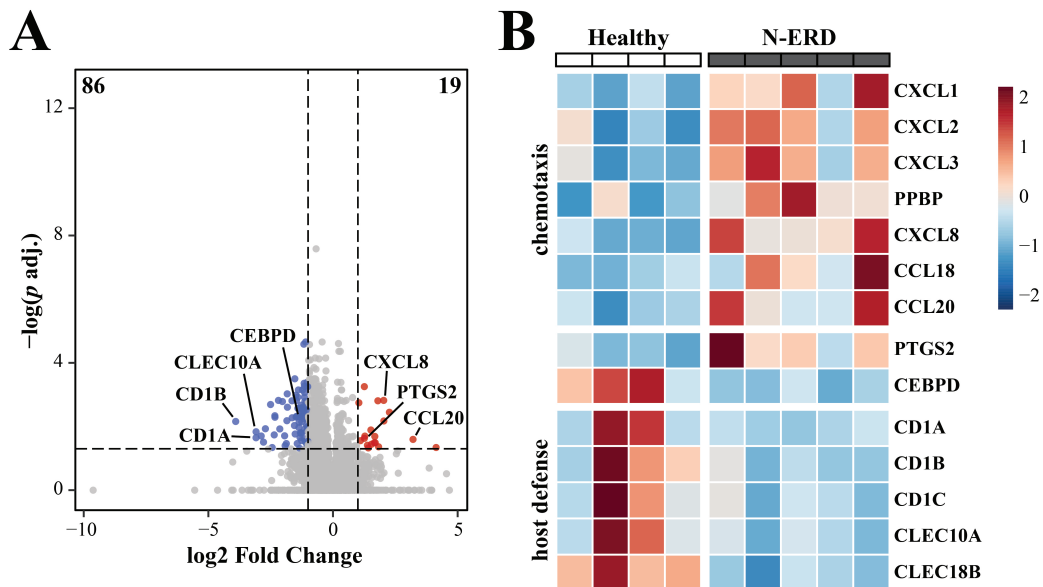 A
86
19
12
8
4
0
−log(p adj.)
CEBPD
CLEC10A
CD1B
CD1A
CXCL8
PTGS2
CCL20
−10
−5
0
5
log2 Fold Change
B
Healthy
N-ERD
chemotaxis
host defense
CXCL1
CXCL2
CXCL3
PPBP
CXCL8
CCL18
CCL20
PTGS2
CEBPD
CD1A
CD1B
CD1C
CLEC10A
CLEC18B
2
1
0
−1
−2